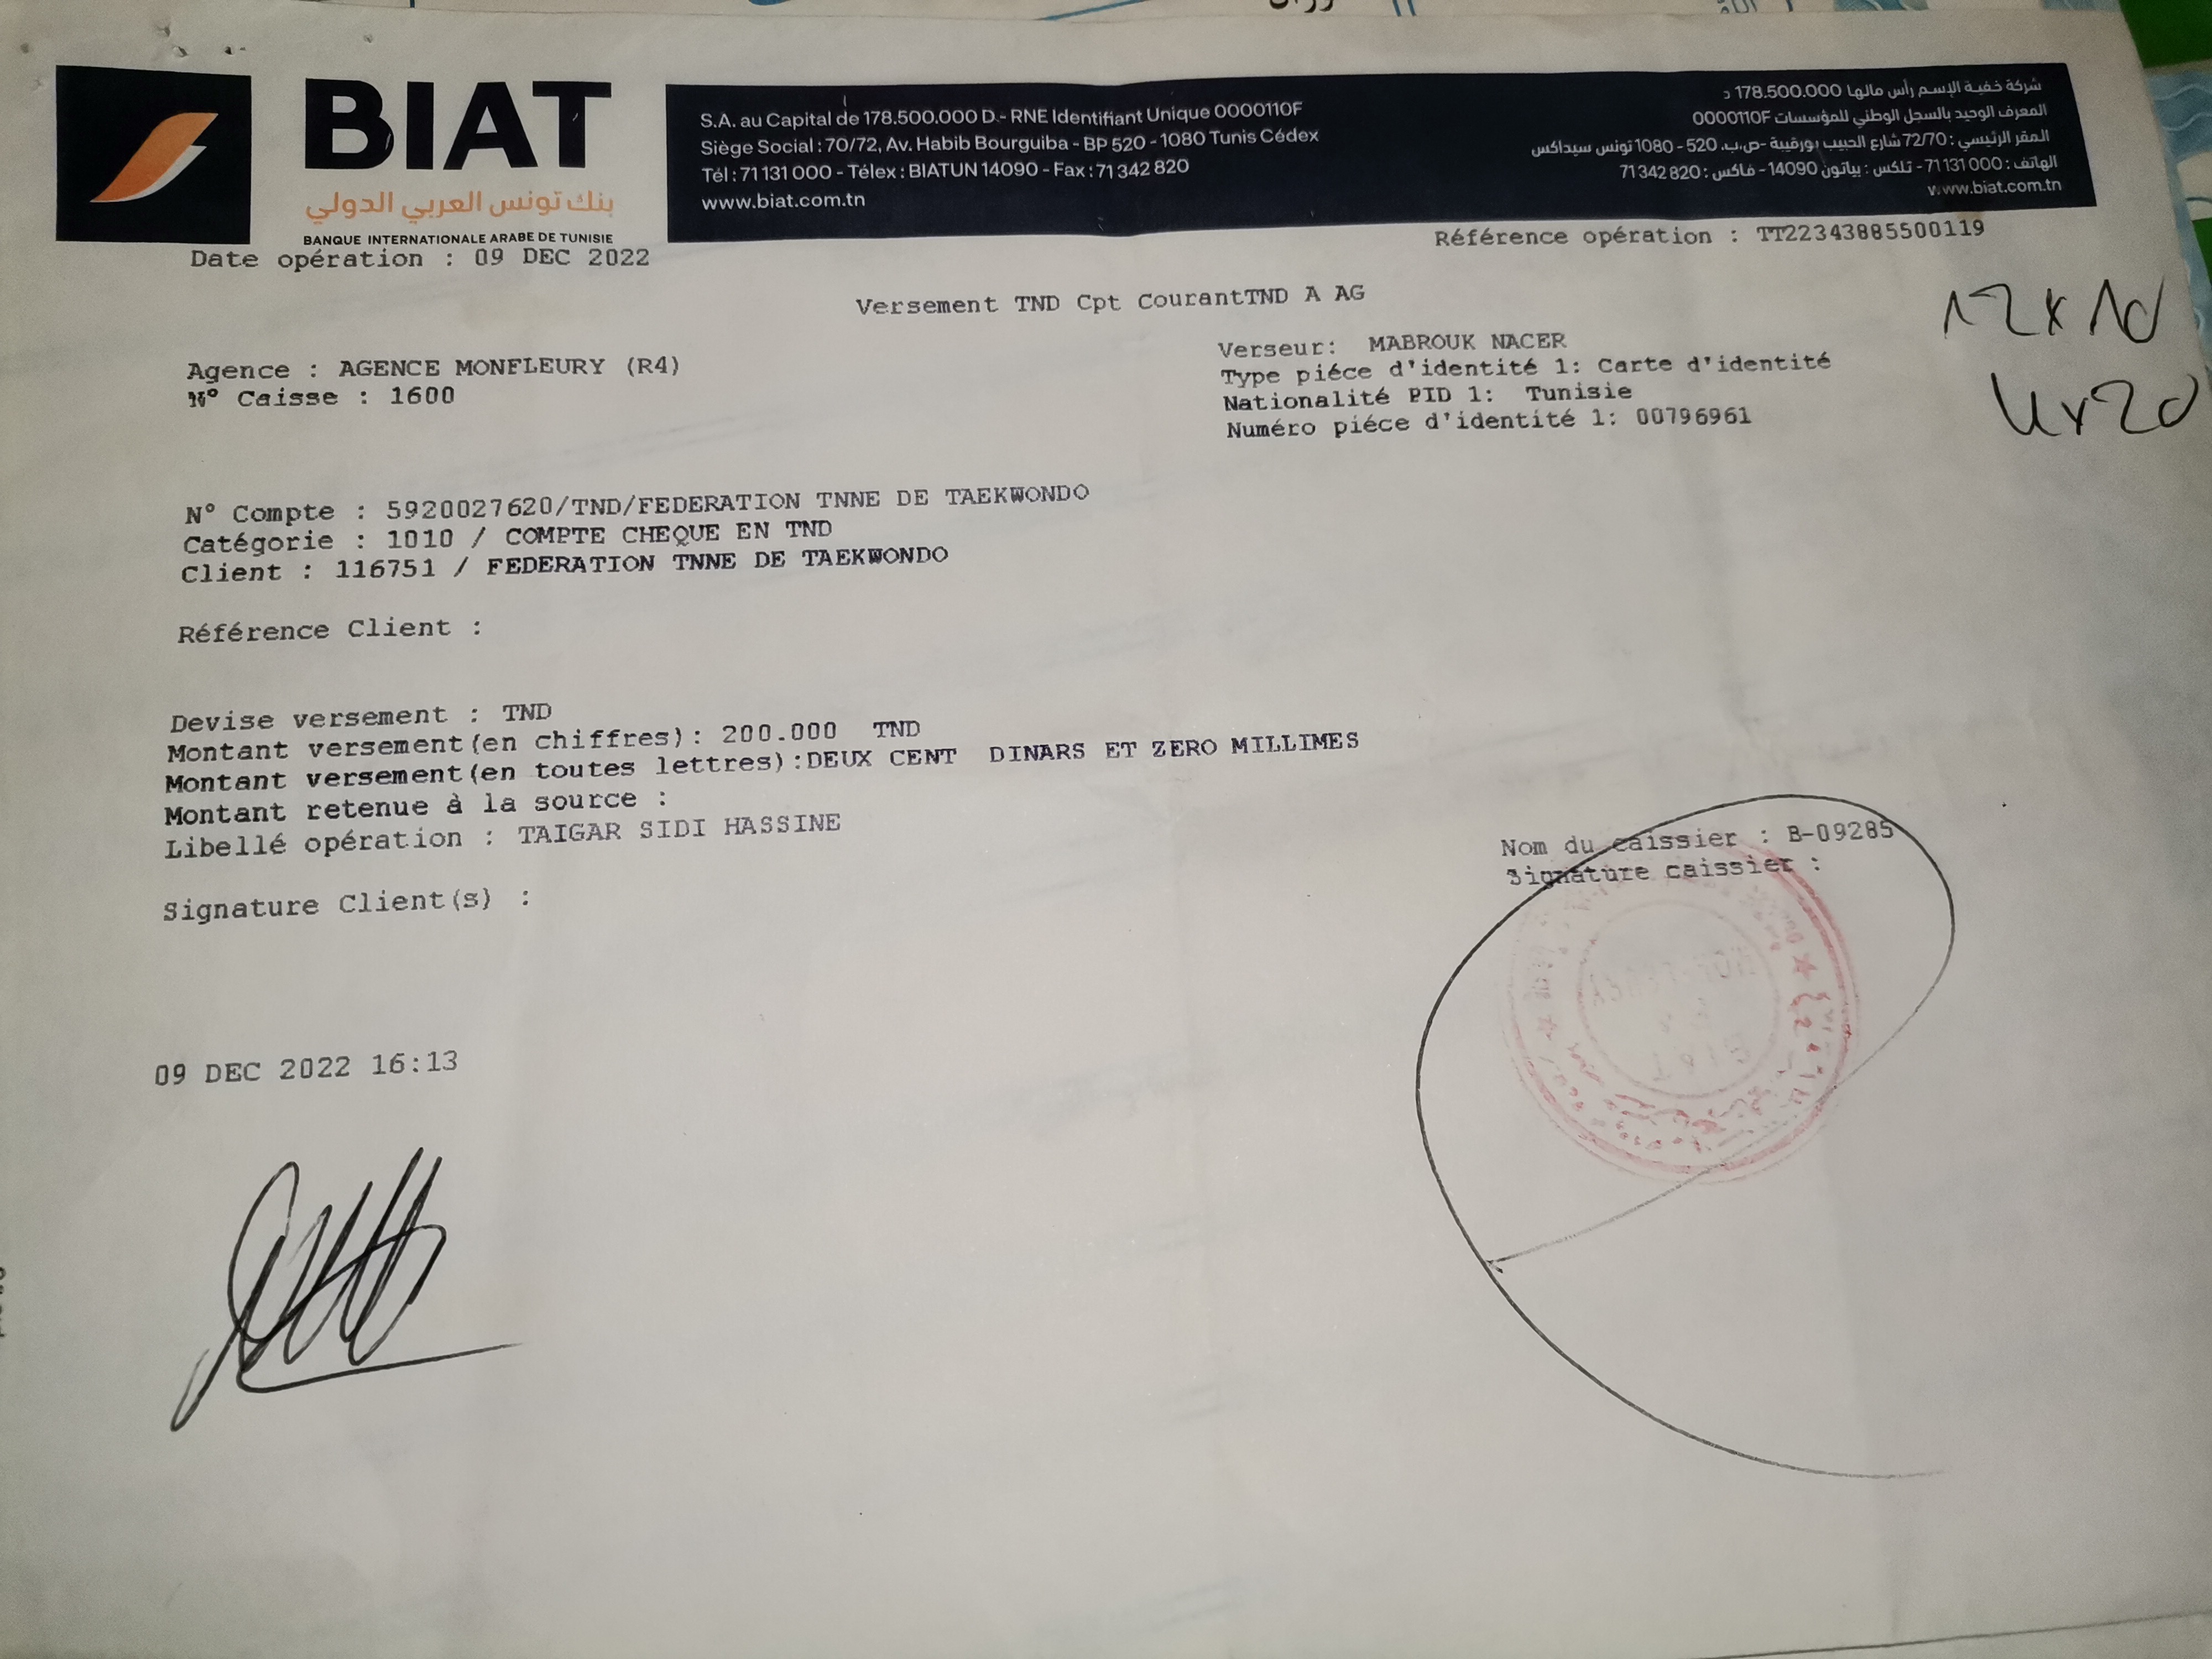 BIAT
بنك تونس العربي الدولي
BANQUE INTERNATIONALE ARABE DE TUNISIE
S.A. au Capital de 178.500.000 D.- RNE Identifiant Unique 0000110F
Siège Social : 70/72, Av. Habib Bourguiba - BP 520 - 1080 Tunis Cédex
Tél : 71 131 000 - Télex : BIATUN 14090 - Fax : 71 342 820
www.biat.com.tn
شركة خفية الإسم رأس مالها 178.500.000 د
المعرف الوحيد بالسجل الوطني للمؤسسات 0000110F
المقر الرئيسي : 72/70 شارع الحبيب بورقيبة -ص.ب. 520 - 1080 تونس سيداكس
الهاتف : 71 131 000 - تلكس : بياتون 14090 - فاكس : 71 342 820
www.biat.com.tn
Date opération : 09 DEC 2022
Référence opération : TT22343885500119
Versement TND Cpt CourantTND A AG
12x10
4x20
Agence : AGENCE MONFLEURY (R4)
N° Caisse : 1600
Verseur: MABROUK NACER
Type piéce d'identité 1: Carte d'identité
Nationalité PID 1: Tunisie
Numéro piéce d'identité 1: 00796961
N° Compte : 5920027620/TND/FEDERATION TNNE DE TAEKWONDO
Catégorie : 1010 / COMPTE CHEQUE EN TND
Client : 116751 / FEDERATION TNNE DE TAEKWONDO
Référence Client :
Devise versement : TND
Montant versement(en chiffres): 200.000 TND
Montant versement(en toutes lettres):DEUX CENT DINARS ET ZERO MILLIMES
Montant retenue à la source :
Libellé opération : TAIGAR SIDI HASSINE
Nom du caissier : B-09285
Signature caissier :
Signature Client(s) :
09 DEC 2022 16:13